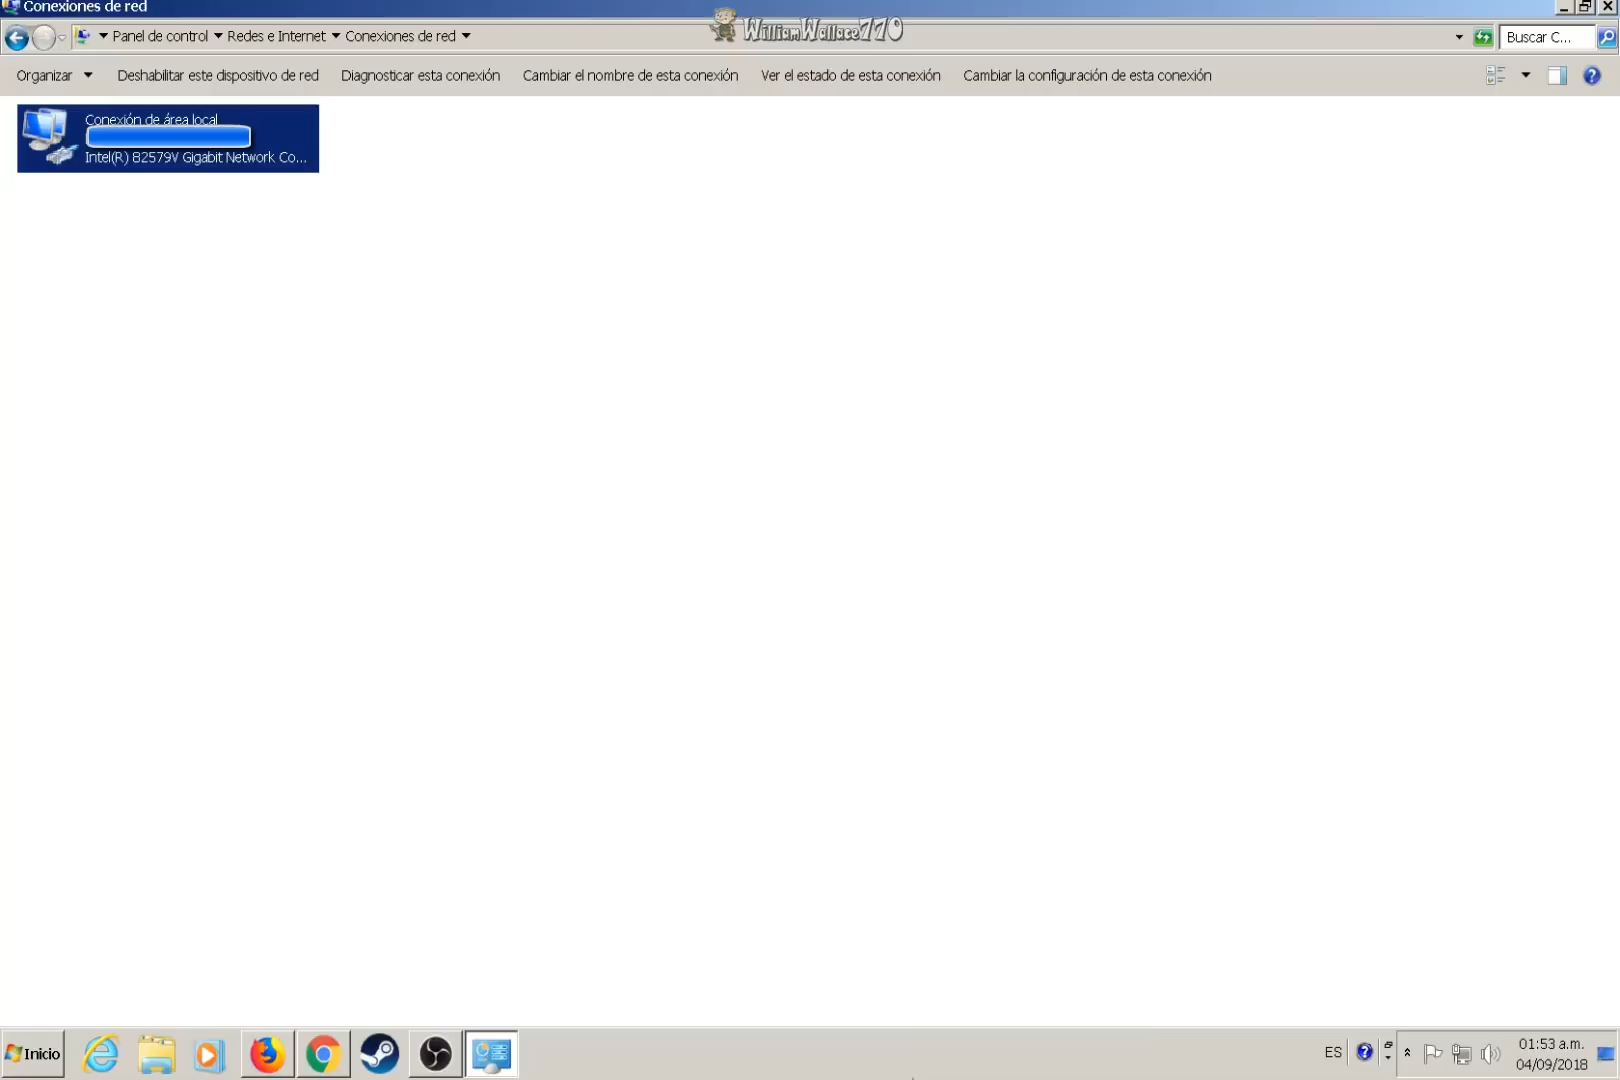 Conexiones de red
Panel de control Redes e Internet Conexiones de red
WilliamWallace770
Buscar C...
Organizar Deshabilitar este dispositivo de red Diagnosticar esta conexión Cambiar el nombre de esta conexión Ver el estado de esta conexión Cambiar la configuración de esta conexión
Conexión de área local
Intel(R) 82579V Gigabit Network Co...
Inicio
ES
01:53 a.m.
04/09/2018